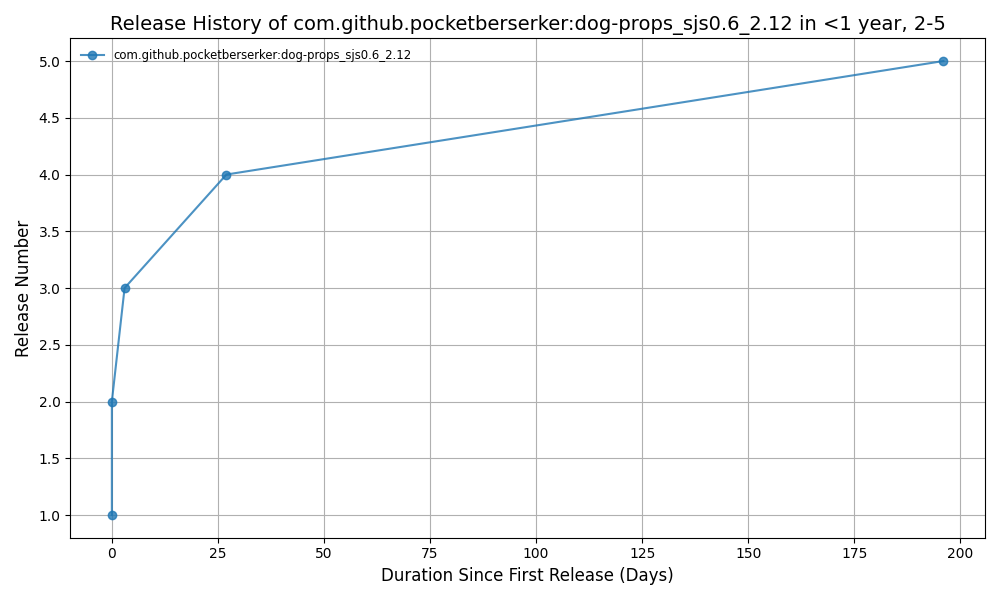 Release History of com.github.pocketberserker:dog-props_sjs0.6_2.12 in <1 year, 2-5
com.github.pocketberserker:dog-props_sjs0.6_2.12
Release Number
5.0
4.5
4.0
3.5
3.0
2.5
2.0
1.5
1.0
0 25 50 75 100 125 150 175 200
Duration Since First Release (Days)